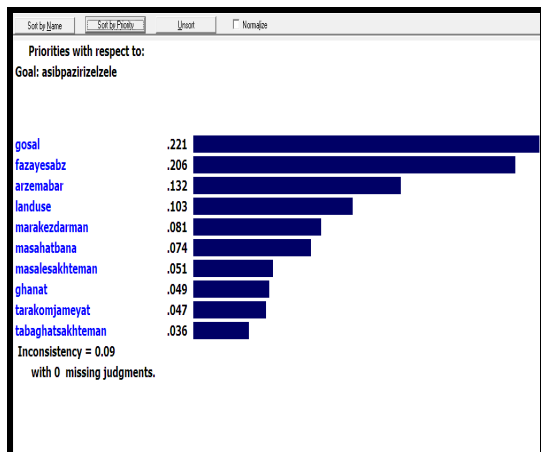 Sort by Name Sort by Priority Unsort Normalize
Priorities with respect to:
Goal: asibpazirizelzele
gosal .221
fazayesabz .206
arzemabar .132
landuse .103
marakezdarman .081
masahatbana .074
masalesakhteman .051
ghanat .049
tarakomjameyat .047
tabaghatsakhteman .036
Inconsistency = 0.09
with 0 missing judgments.